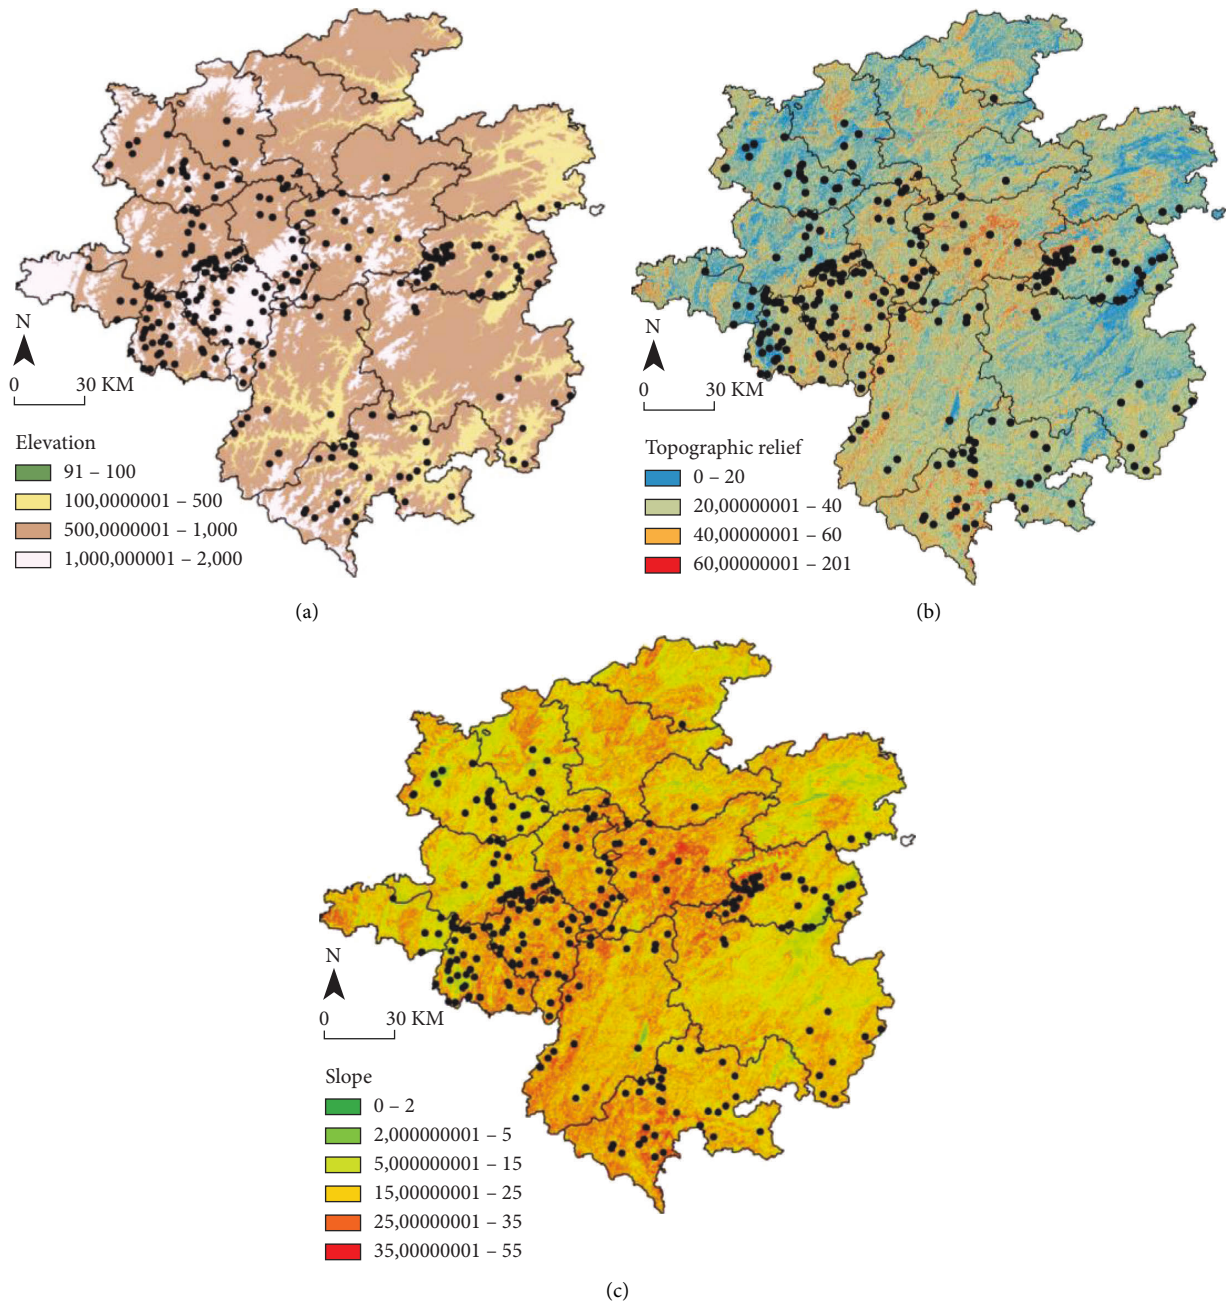 N
0 30 KM
Elevation
91 – 100
100,0000001 – 500
500,0000001 – 1,000
1,000,000001 – 2,000
(a)
N
0 30 KM
Topographic relief
0 – 20
20,00000001 – 40
40,00000001 – 60
60,00000001 – 201
(b)
N
0 30 KM
Slope
0 – 2
2,000000001 – 5
5,000000001 – 15
15,00000001 – 25
25,00000001 – 35
35,00000001 – 55
(c)